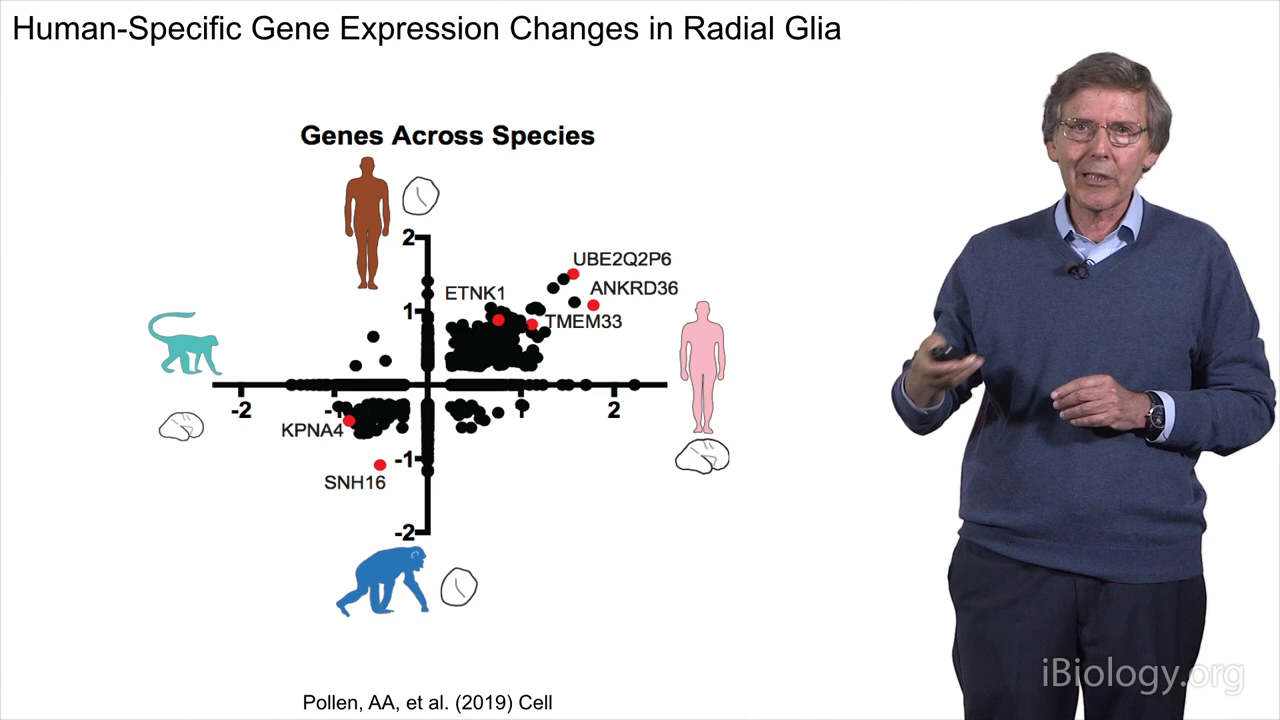 Human-Specific Gene Expression Changes in Radial Glia
Genes Across Species
2
UBE2Q2P6
ETNK1
ANKRD36
1
TMEM33
-2
-1
1
2
KPNA4
-1
SNH16
-2
Pollen, AA, et al. (2019) Cell
iBiology.org